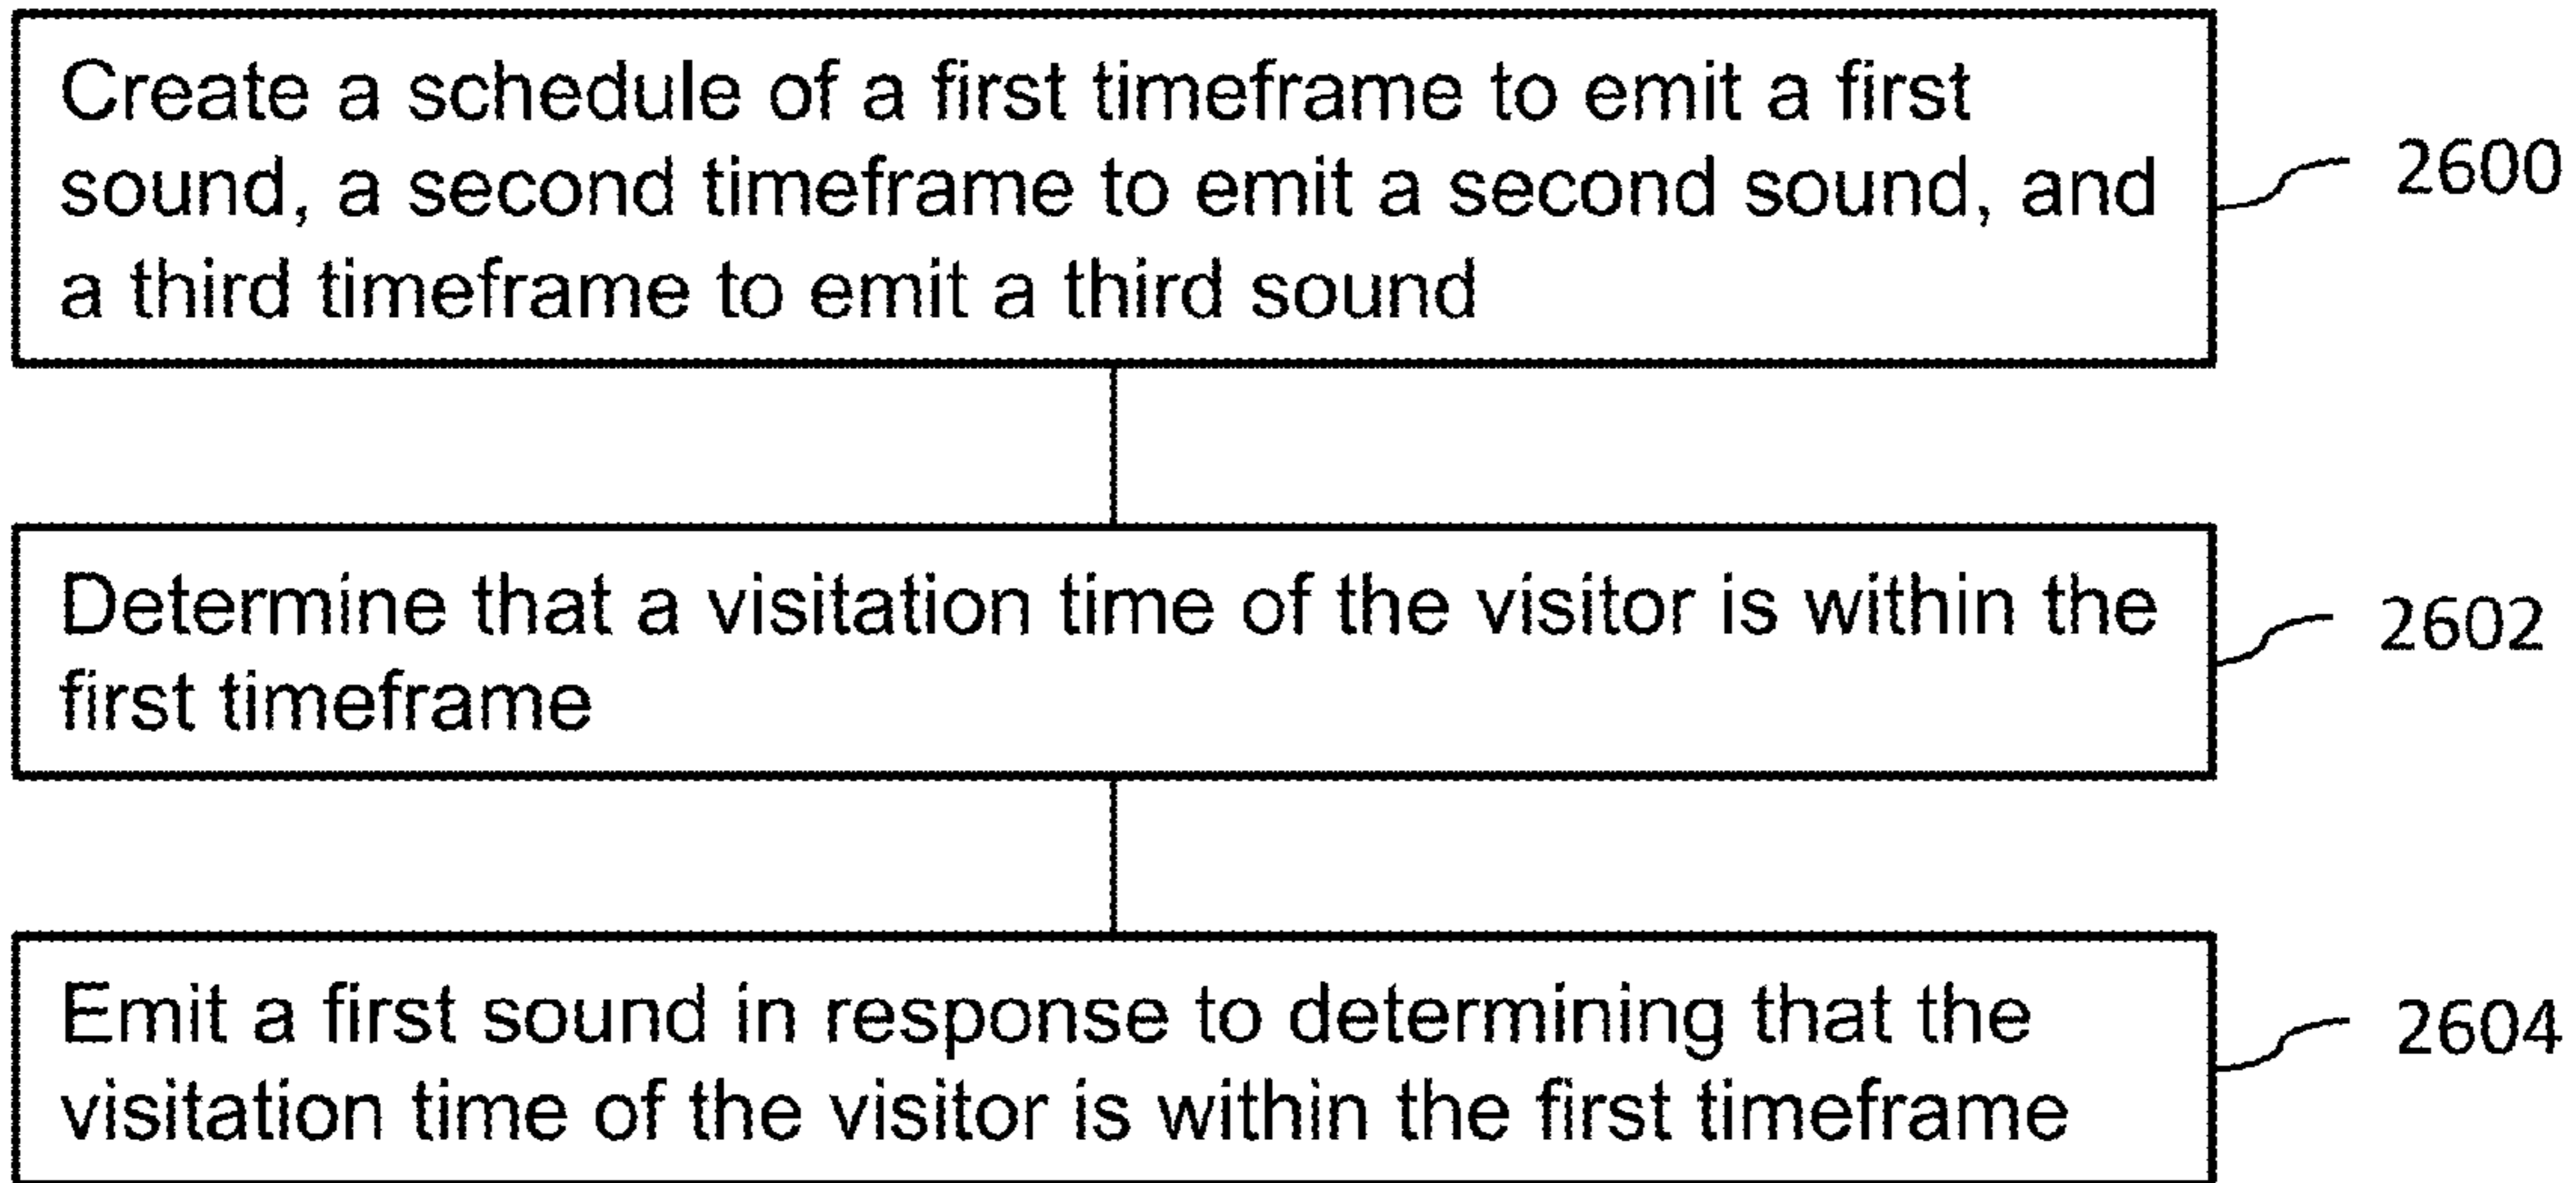 Create a schedule of a first timeframe to emit a first
sound, a second timeframe to emit a second sound, and
a third timeframe to emit a third sound
2600
Determine that a visitation time of the visitor is within the
first timeframe
2602
Emit a first sound in response to determining that the
visitation time of the visitor is within the first timeframe
2604